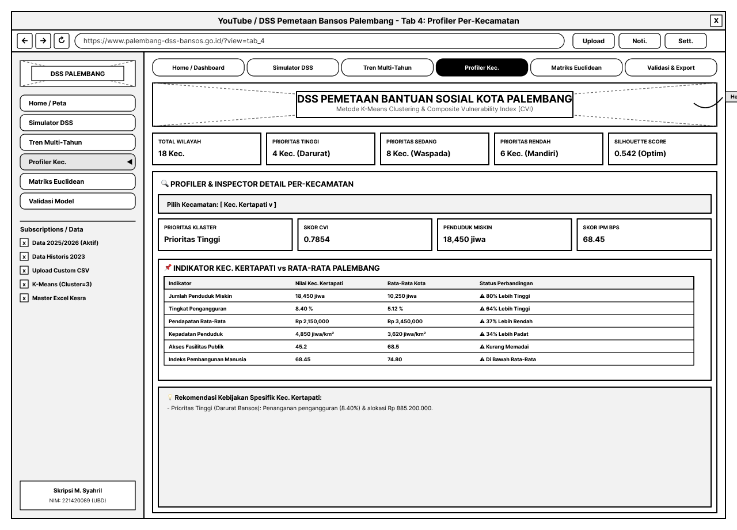 YouTube / DSS Pemetaan Bansos Palembang - Tab 4: Profiler Per-Kecamatan
X
https://www.palembang-dss-bansos.go.id/?view=tab_4
Upload
Noti.
Sett.
DSS PALEMBANG
Home / Peta
Simulator DSS
Tren Multi-Tahun
Profiler Kec.
Matriks Euclidean
Validasi Model
Subscriptions / Data
x Data 2025/2026 (Aktif)
x Data Historis 2023
x Upload Custom CSV
x K-Means (Cluster=3)
x Master Excel Kesra
Skripsi M. Syahril
NIM: 221420089 (UBD)
Home / Dashboard
Simulator DSS
Tren Multi-Tahun
Profiler Kec.
Matriks Euclidean
Validasi & Export
DSS PEMETAAN BANTUAN SOSIAL KOTA PALEMBANG
Metode K-Means Clustering & Composite Vulnerability Index (CVI)
TOTAL WILAYAH
18 Kec.
PRIORITAS TINGGI
4 Kec. (Darurat)
PRIORITAS SEDANG
8 Kec. (Waspada)
PRIORITAS RENDAH
6 Kec. (Mandiri)
SILHOUETTE SCORE
0.542 (Optim)
PROFILER & INSPECTOR DETAIL PER-KECAMATAN
Pilih Kecamatan: [ Kec. Kertapati v ]
PRIORITAS KLASTER
Prioritas Tinggi
SKOR CVI
0.7854
PENDUDUK MISKIN
18,450 jiwa
SKOR IPM BPS
68.45
INDIKATOR KEC. KERTAPATI vs RATA-RATA PALEMBANG
Indikator Nilai Kec. Kertapati Rata-Rata Kota Status Perbandingan
Jumlah Penduduk Miskin 18,450 jiwa 10,250 jiwa ▲ 80% Lebih Tinggi
Tingkat Pengangguran 8.40 % 5.12 % ▲ 64% Lebih Tinggi
Pendapatan Rata-Rata Rp 2,150,000 Rp 3,450,000 ▲ 37% Lebih Rendah
Kepadatan Penduduk 4,850 jiwa/km² 3,620 jiwa/km² ▲ 34% Lebih Padat
Akses Fasilitas Publik 45.2 68.5 ▲ Kurang Memadai
Indeks Pembangunan Manusia 68.45 74.80 ▲ Di Bawah Rata-Rata
Rekomendasi Kebijakan Spesifik Kec. Kertapati:
- Prioritas Tinggi (Darurat Bansos): Penanganan pengangguran (8.40%) & alokasi Rp 885.200.000.